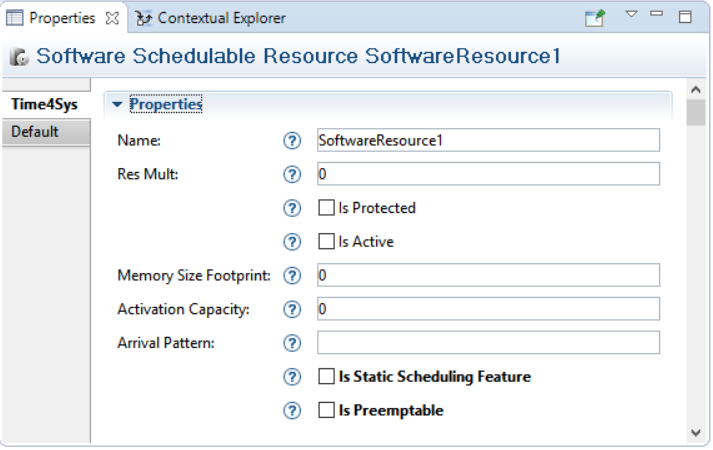 Properties Contextual Explorer
Software Schedulable Resource SoftwareResource1
Time4Sys
Default
Properties
Name: ? SoftwareResource1
Res Mult: ? 0
? Is Protected
? Is Active
Memory Size Footprint: ? 0
Activation Capacity: ? 0
Arrival Pattern: ?
? Is Static Scheduling Feature
? Is Preemptable